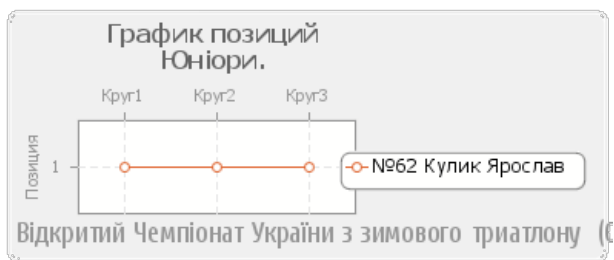 График позиций
Юніори.
Круг1 Круг2 Круг3
Позиция
1
№62 Кулик Ярослав
Відкритий Чемпіонат України з зимового триатлону